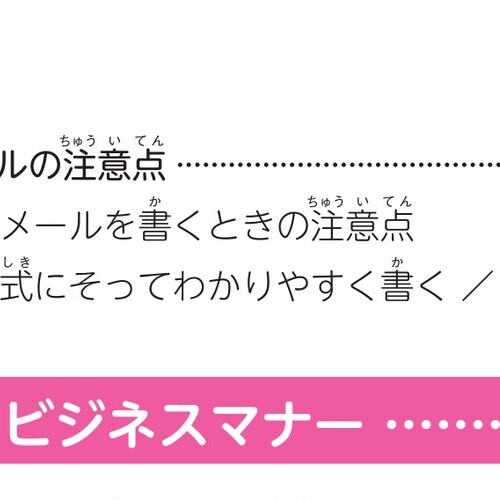 ルの注意点 ……………………………
メールを書くときの注意点
式にそってわかりやすく書く ／
ビジネスマナー ………